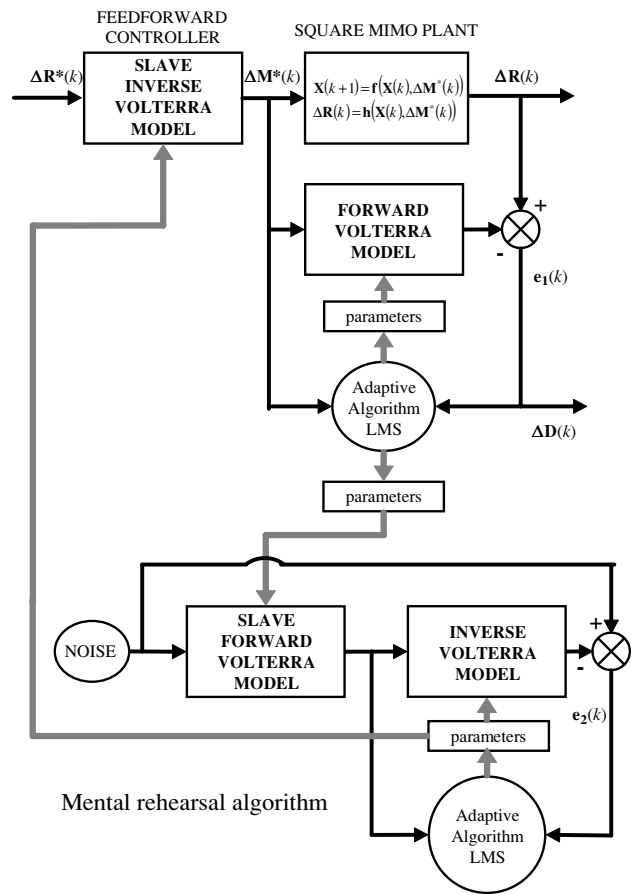 FEEDFORWARD
CONTROLLER
SQUARE MIMO PLANT
ΔR*(k)
SLAVE
INVERSE
VOLTERRA
MODEL
ΔM*(k)
X(k+1)=f(X(k),ΔM*(k))
ΔR(k)=h(X(k),ΔM*(k))
ΔR(k)
FORWARD
VOLTERRA
MODEL
+
-
e1(k)
parameters
Adaptive
Algorithm
LMS
ΔD(k)
parameters
NOISE
SLAVE
FORWARD
VOLTERRA
MODEL
INVERSE
VOLTERRA
MODEL
+
-
e2(k)
parameters
Mental rehearsal algorithm
Adaptive
Algorithm
LMS